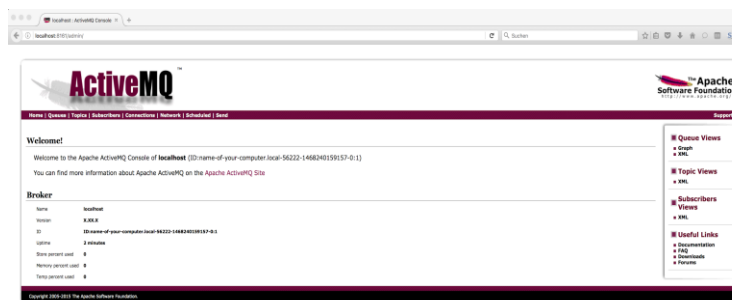 localhost : ActiveMQ Console
localhost:8161/admin/
Suchen
ActiveMQ
™
The Apache
Software Foundation
http://www.apache.org/
Home | Queues | Topics | Subscribers | Connections | Network | Scheduled | Send
Support
Welcome!
Welcome to the Apache ActiveMQ Console of localhost (ID:name-of-your-computer.local-56222-1468240159157-0:1)
You can find more information about Apache ActiveMQ on the Apache ActiveMQ Site
Broker
Name localhost
Version X.XX.X
ID ID:name-of-your-computer.local-56222-1468240159157-0:1
Uptime 2 minutes
Store percent used 0
Memory percent used 0
Temp percent used 0
Queue Views
Graph
XML
Topic Views
XML
Subscribers
Views
XML
Useful Links
Documentation
FAQ
Downloads
Forums
Copyright 2005-2015 The Apache Software Foundation.